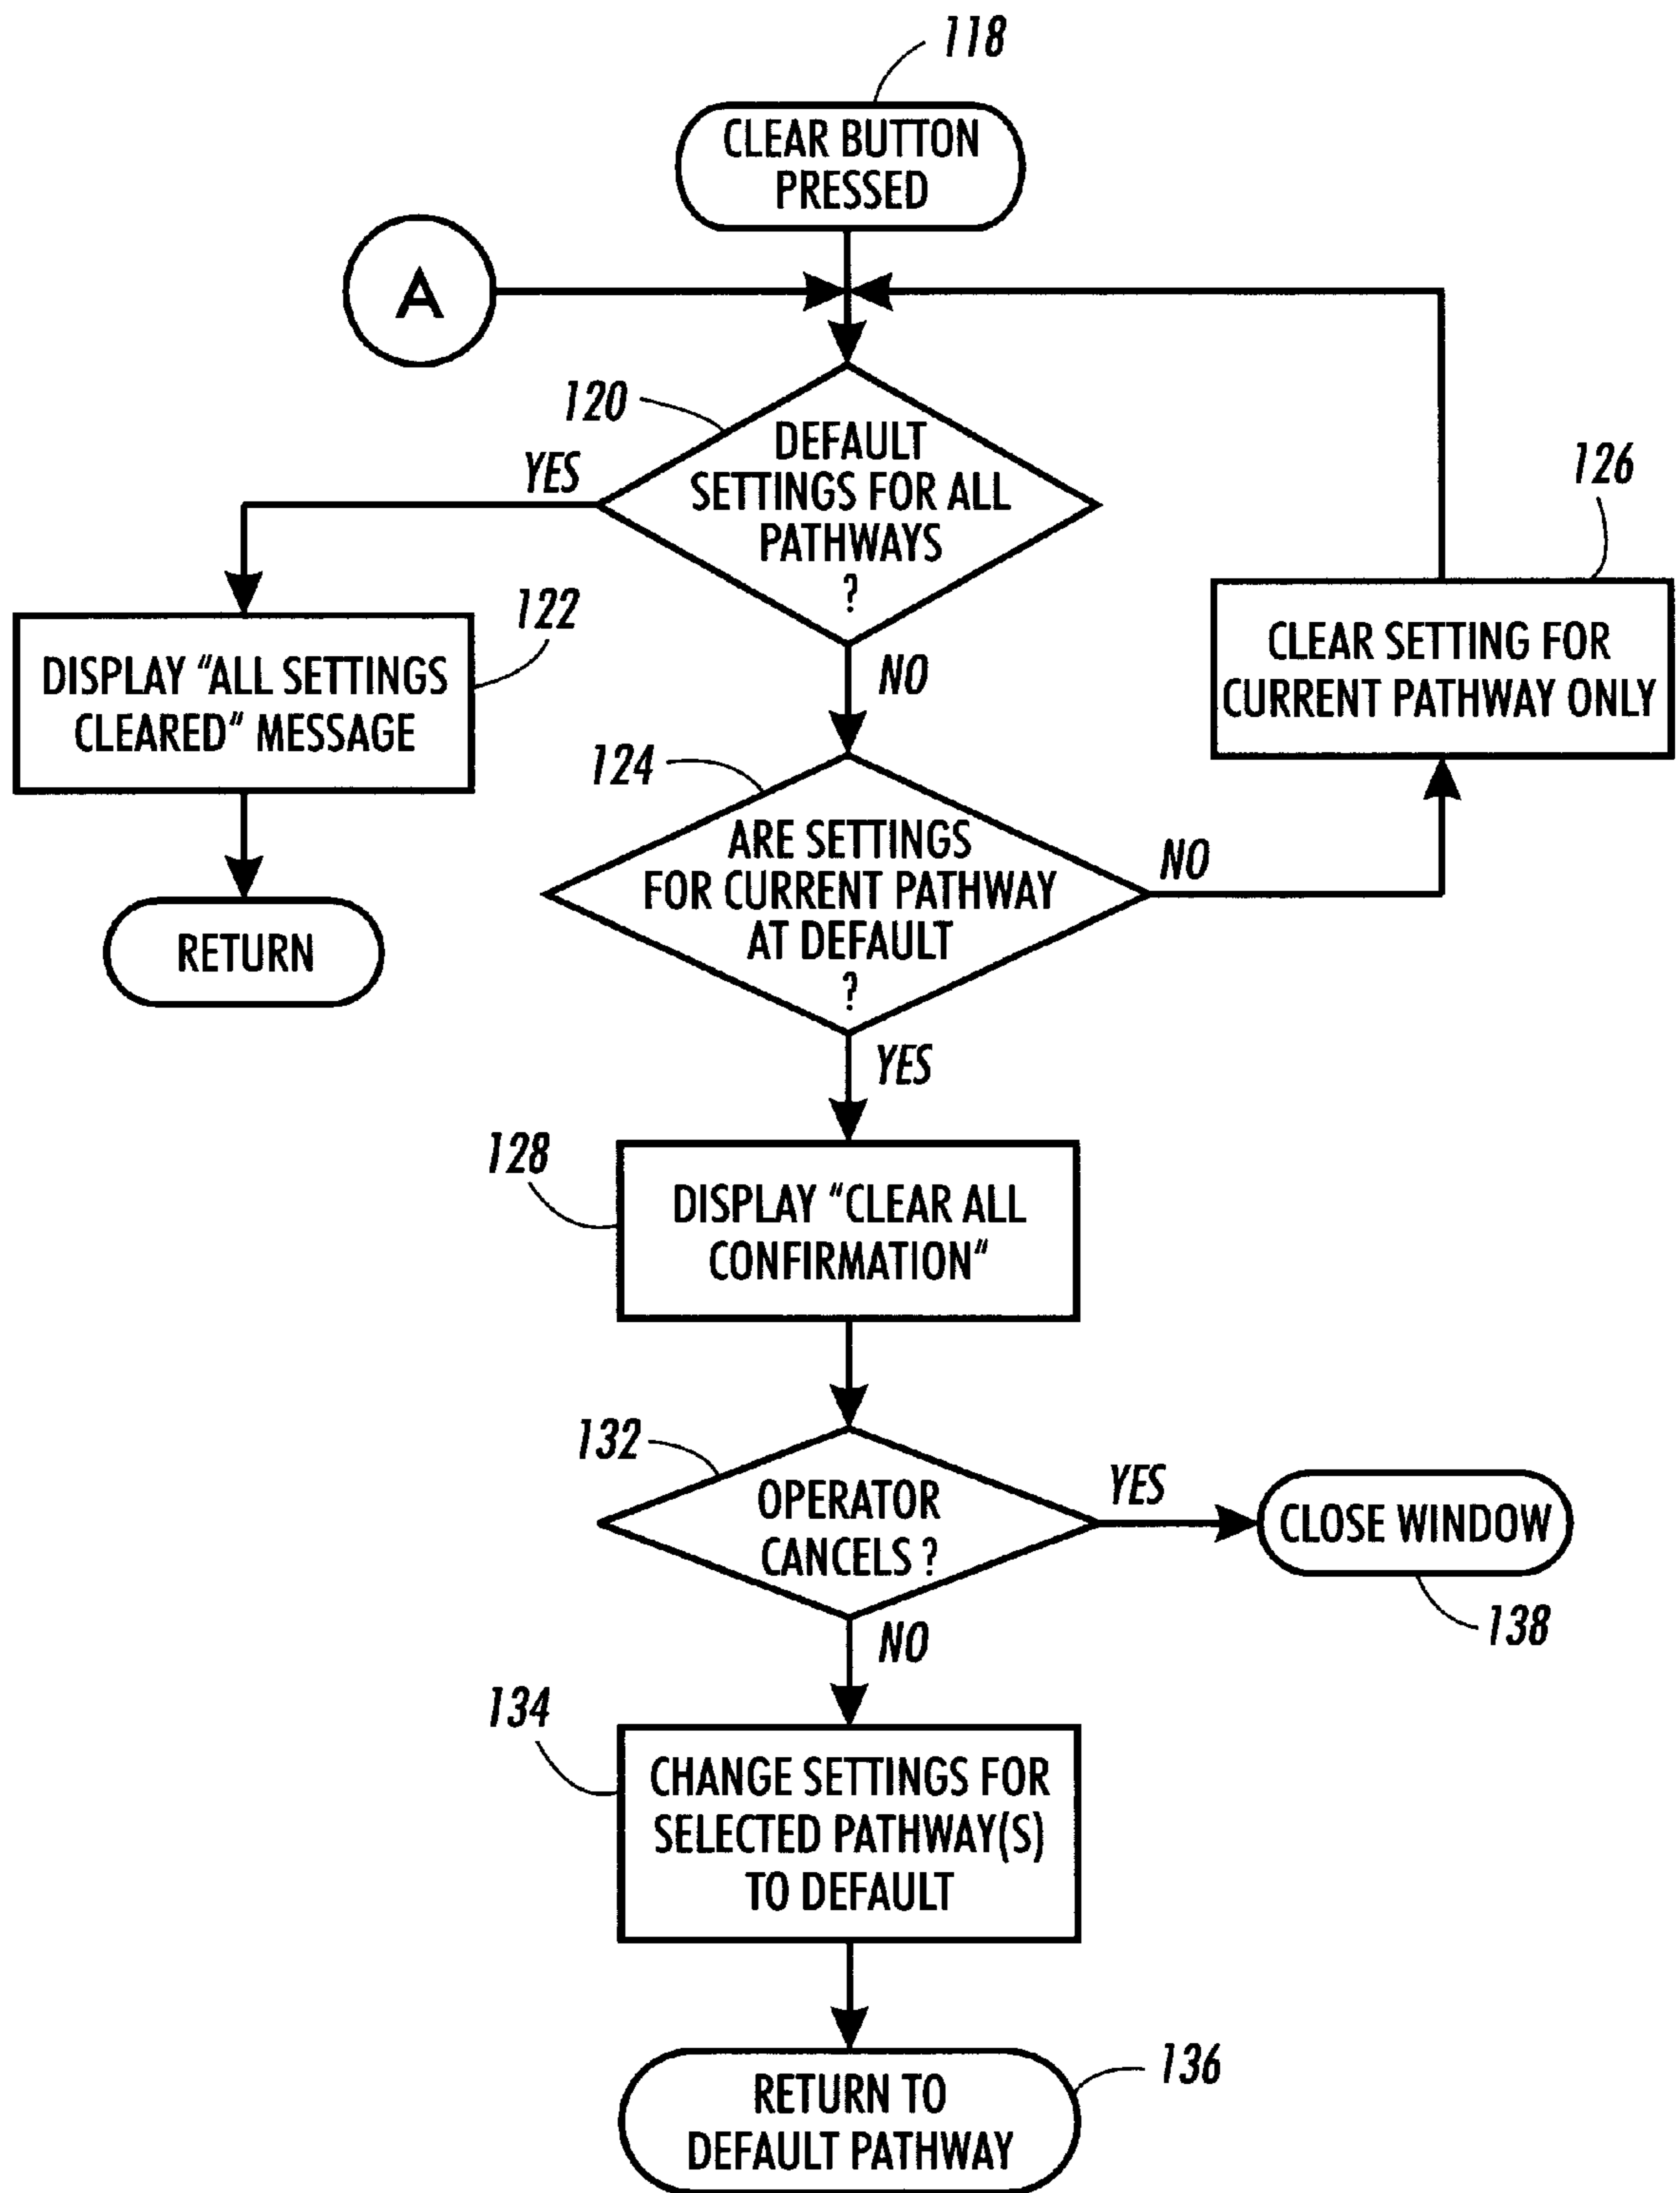 118
CLEAR BUTTON
PRESSED
A
120
DEFAULT
SETTINGS FOR ALL
PATHWAYS
?
YES
NO
126
CLEAR SETTING FOR
CURRENT PATHWAY ONLY
122
DISPLAY "ALL SETTINGS
CLEARED" MESSAGE
RETURN
124
ARE SETTINGS
FOR CURRENT PATHWAY
AT DEFAULT
?
NO
YES
128
DISPLAY "CLEAR ALL
CONFIRMATION"
132
OPERATOR
CANCELS ?
YES
CLOSE WINDOW
138
NO
134
CHANGE SETTINGS FOR
SELECTED PATHWAY(S)
TO DEFAULT
136
RETURN TO
DEFAULT PATHWAY